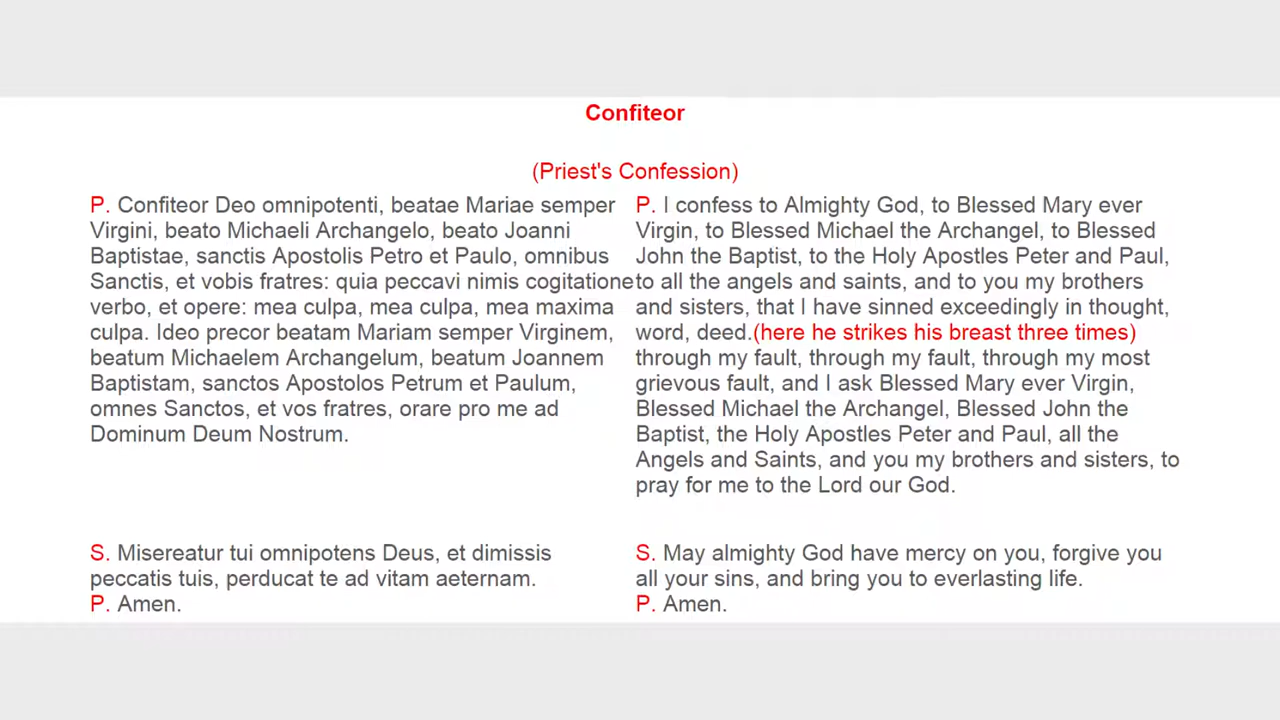 Confiteor
(Priest's Confession)
P. Confiteor Deo omnipotenti, beatae Mariae semper
Virgini, beato Michaeli Archangelo, beato Joanni
Baptistae, sanctis Apostolis Petro et Paulo, omnibus
Sanctis, et vobis fratres: quia peccavi nimis cogitatione
verbo, et opere: mea culpa, mea culpa, mea maxima
culpa. Ideo precor beatam Mariam semper Virginem,
beatum Michaelem Archangelum, beatum Joannem
Baptistam, sanctos Apostolos Petrum et Paulum,
omnes Sanctos, et vos fratres, orare pro me ad
Dominum Deum Nostrum.
P. I confess to Almighty God, to Blessed Mary ever
Virgin, to Blessed Michael the Archangel, to Blessed
John the Baptist, to the Holy Apostles Peter and Paul,
to all the angels and saints, and to you my brothers
and sisters, that I have sinned exceedingly in thought,
word, deed.(here he strikes his breast three times)
through my fault, through my fault, through my most
grievous fault, and I ask Blessed Mary ever Virgin,
Blessed Michael the Archangel, Blessed John the
Baptist, the Holy Apostles Peter and Paul, all the
Angels and Saints, and you my brothers and sisters, to
pray for me to the Lord our God.
S. Misereatur tui omnipotens Deus, et dimissis
peccatis tuis, perducat te ad vitam aeternam.
P. Amen.
S. May almighty God have mercy on you, forgive you
all your sins, and bring you to everlasting life.
P. Amen.